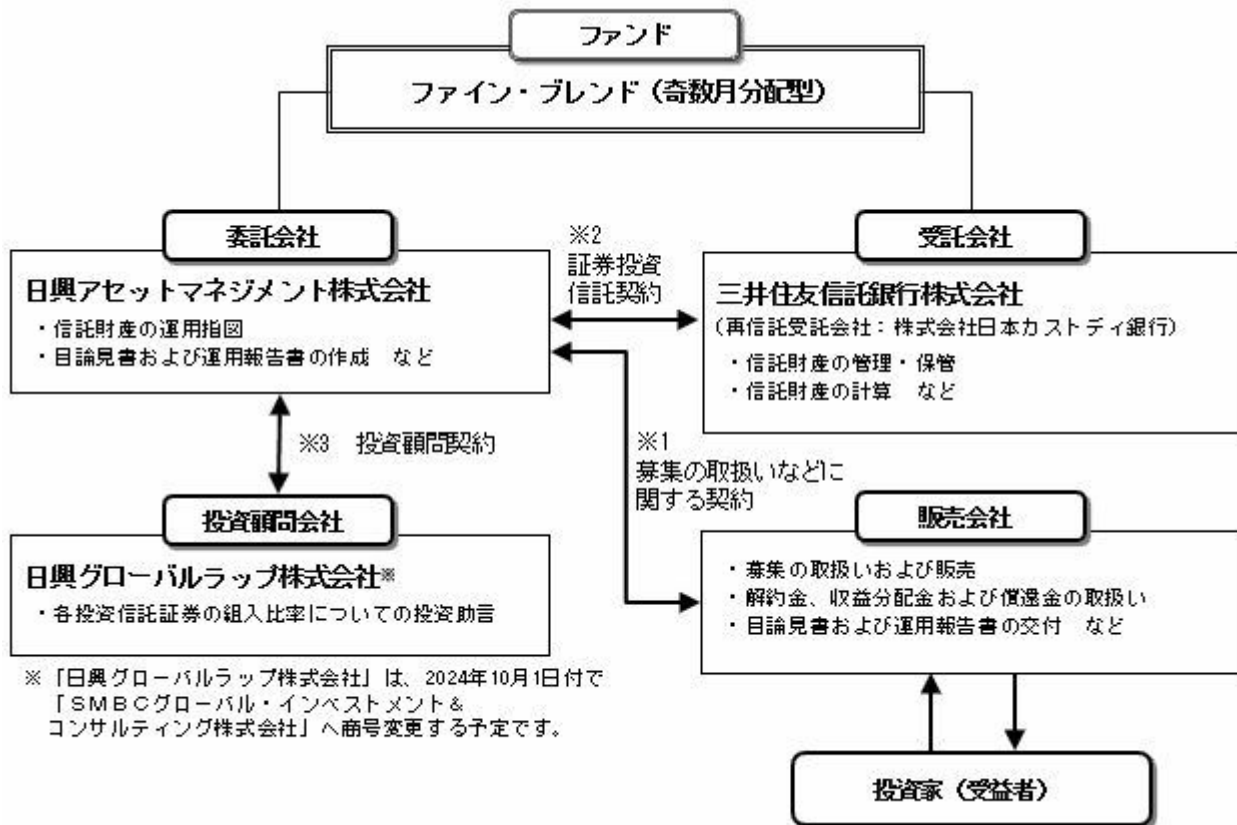 ファンド
ファイン・ブレンド（奇数月分配型）
委託会社
日興アセットマネジメント株式会社
・信託財産の運用指図
・目論見書および運用報告書の作成　など
※2
証券投資
信託契約
受託会社
三井住友信託銀行株式会社
（再信託受託会社：株式会社日本カストディ銀行）
・信託財産の管理・保管
・信託財産の計算　など
※3　投資顧問契約
※1
募集の取扱いなどに
関する契約
投資顧問会社
日興グローバルラップ株式会社※
・各投資信託証券の組入比率についての投資助言
※「日興グローバルラップ株式会社」は、2024年10月1日付で
「ＳＭＢＣグローバル・インベストメント＆
コンサルティング株式会社」へ商号変更する予定です。
販売会社
・募集の取扱いおよび販売
・解約金、収益分配金および償還金の取扱い
・目論見書および運用報告書の交付　など
投資家（受益者）